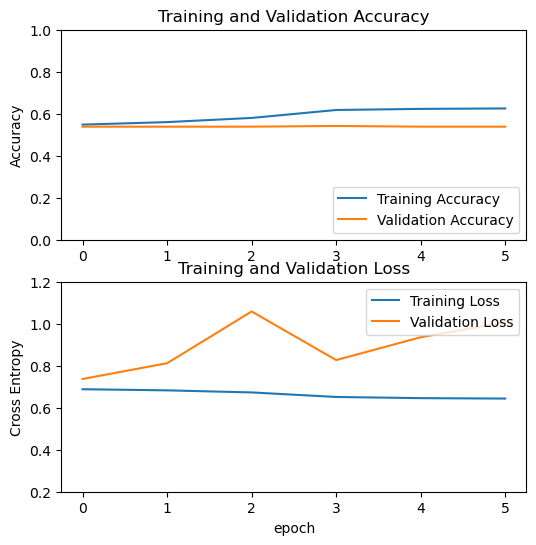 Training and Validation Accuracy
1.0
0.8
0.6
0.4
0.2
0.0
Accuracy
Training Accuracy
Validation Accuracy
0 1 2 3 4 5
Training and Validation Loss
1.2
1.0
0.8
0.6
0.4
0.2
Cross Entropy
Training Loss
Validation Loss
0 1 2 3 4 5
epoch